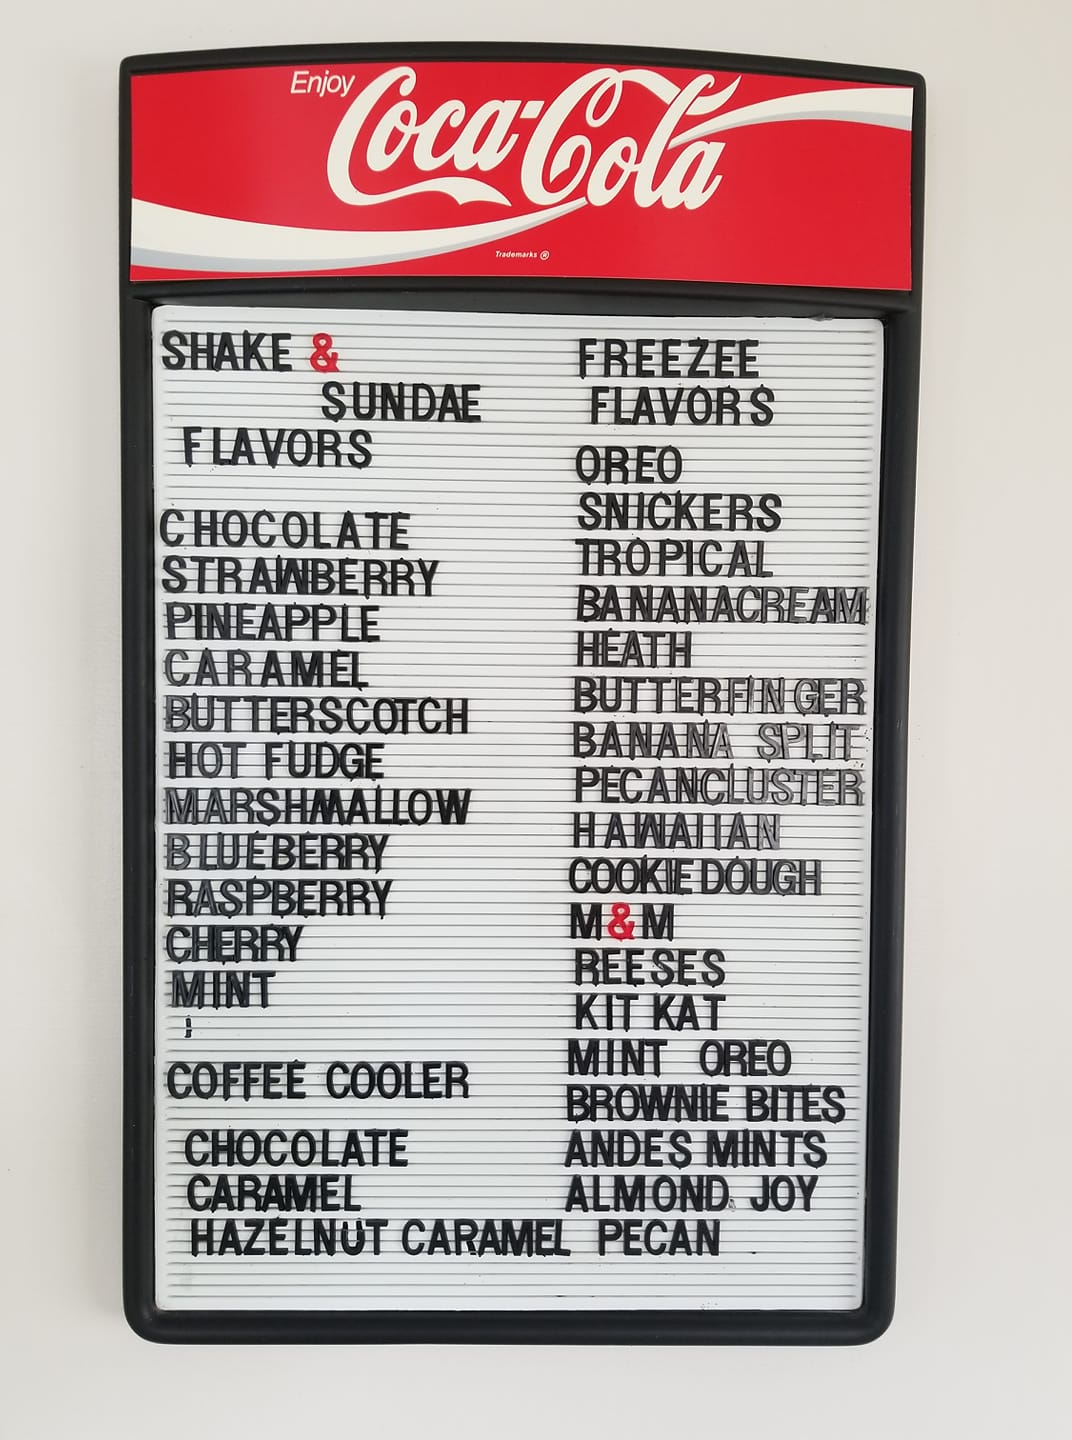 Enjoy
Coca-Cola
Trademarks ®
SHAKE &
SUNDAE
FLAVORS
CHOCOLATE
STRAWBERRY
PINEAPPLE
CARAMEL
BUTTERSCOTCH
HOT FUDGE
MARSHMALLOW
BLUEBERRY
RASPBERRY
CHERRY
MINT
COFFEE COOLER
CHOCOLATE
CARAMEL
HAZELNUT
FREEZEE
FLAVORS
OREO
SNICKERS
TROPICAL
BANANACREAM
HEATH
BUTTERFINGER
BANANA SPLIT
PECANCLUSTER
HAWAIIAN
COOKIE DOUGH
M&M
REESES
KIT KAT
MINT OREO
BROWNIE BITES
ANDES MINTS
ALMOND JOY
CARAMEL PECAN